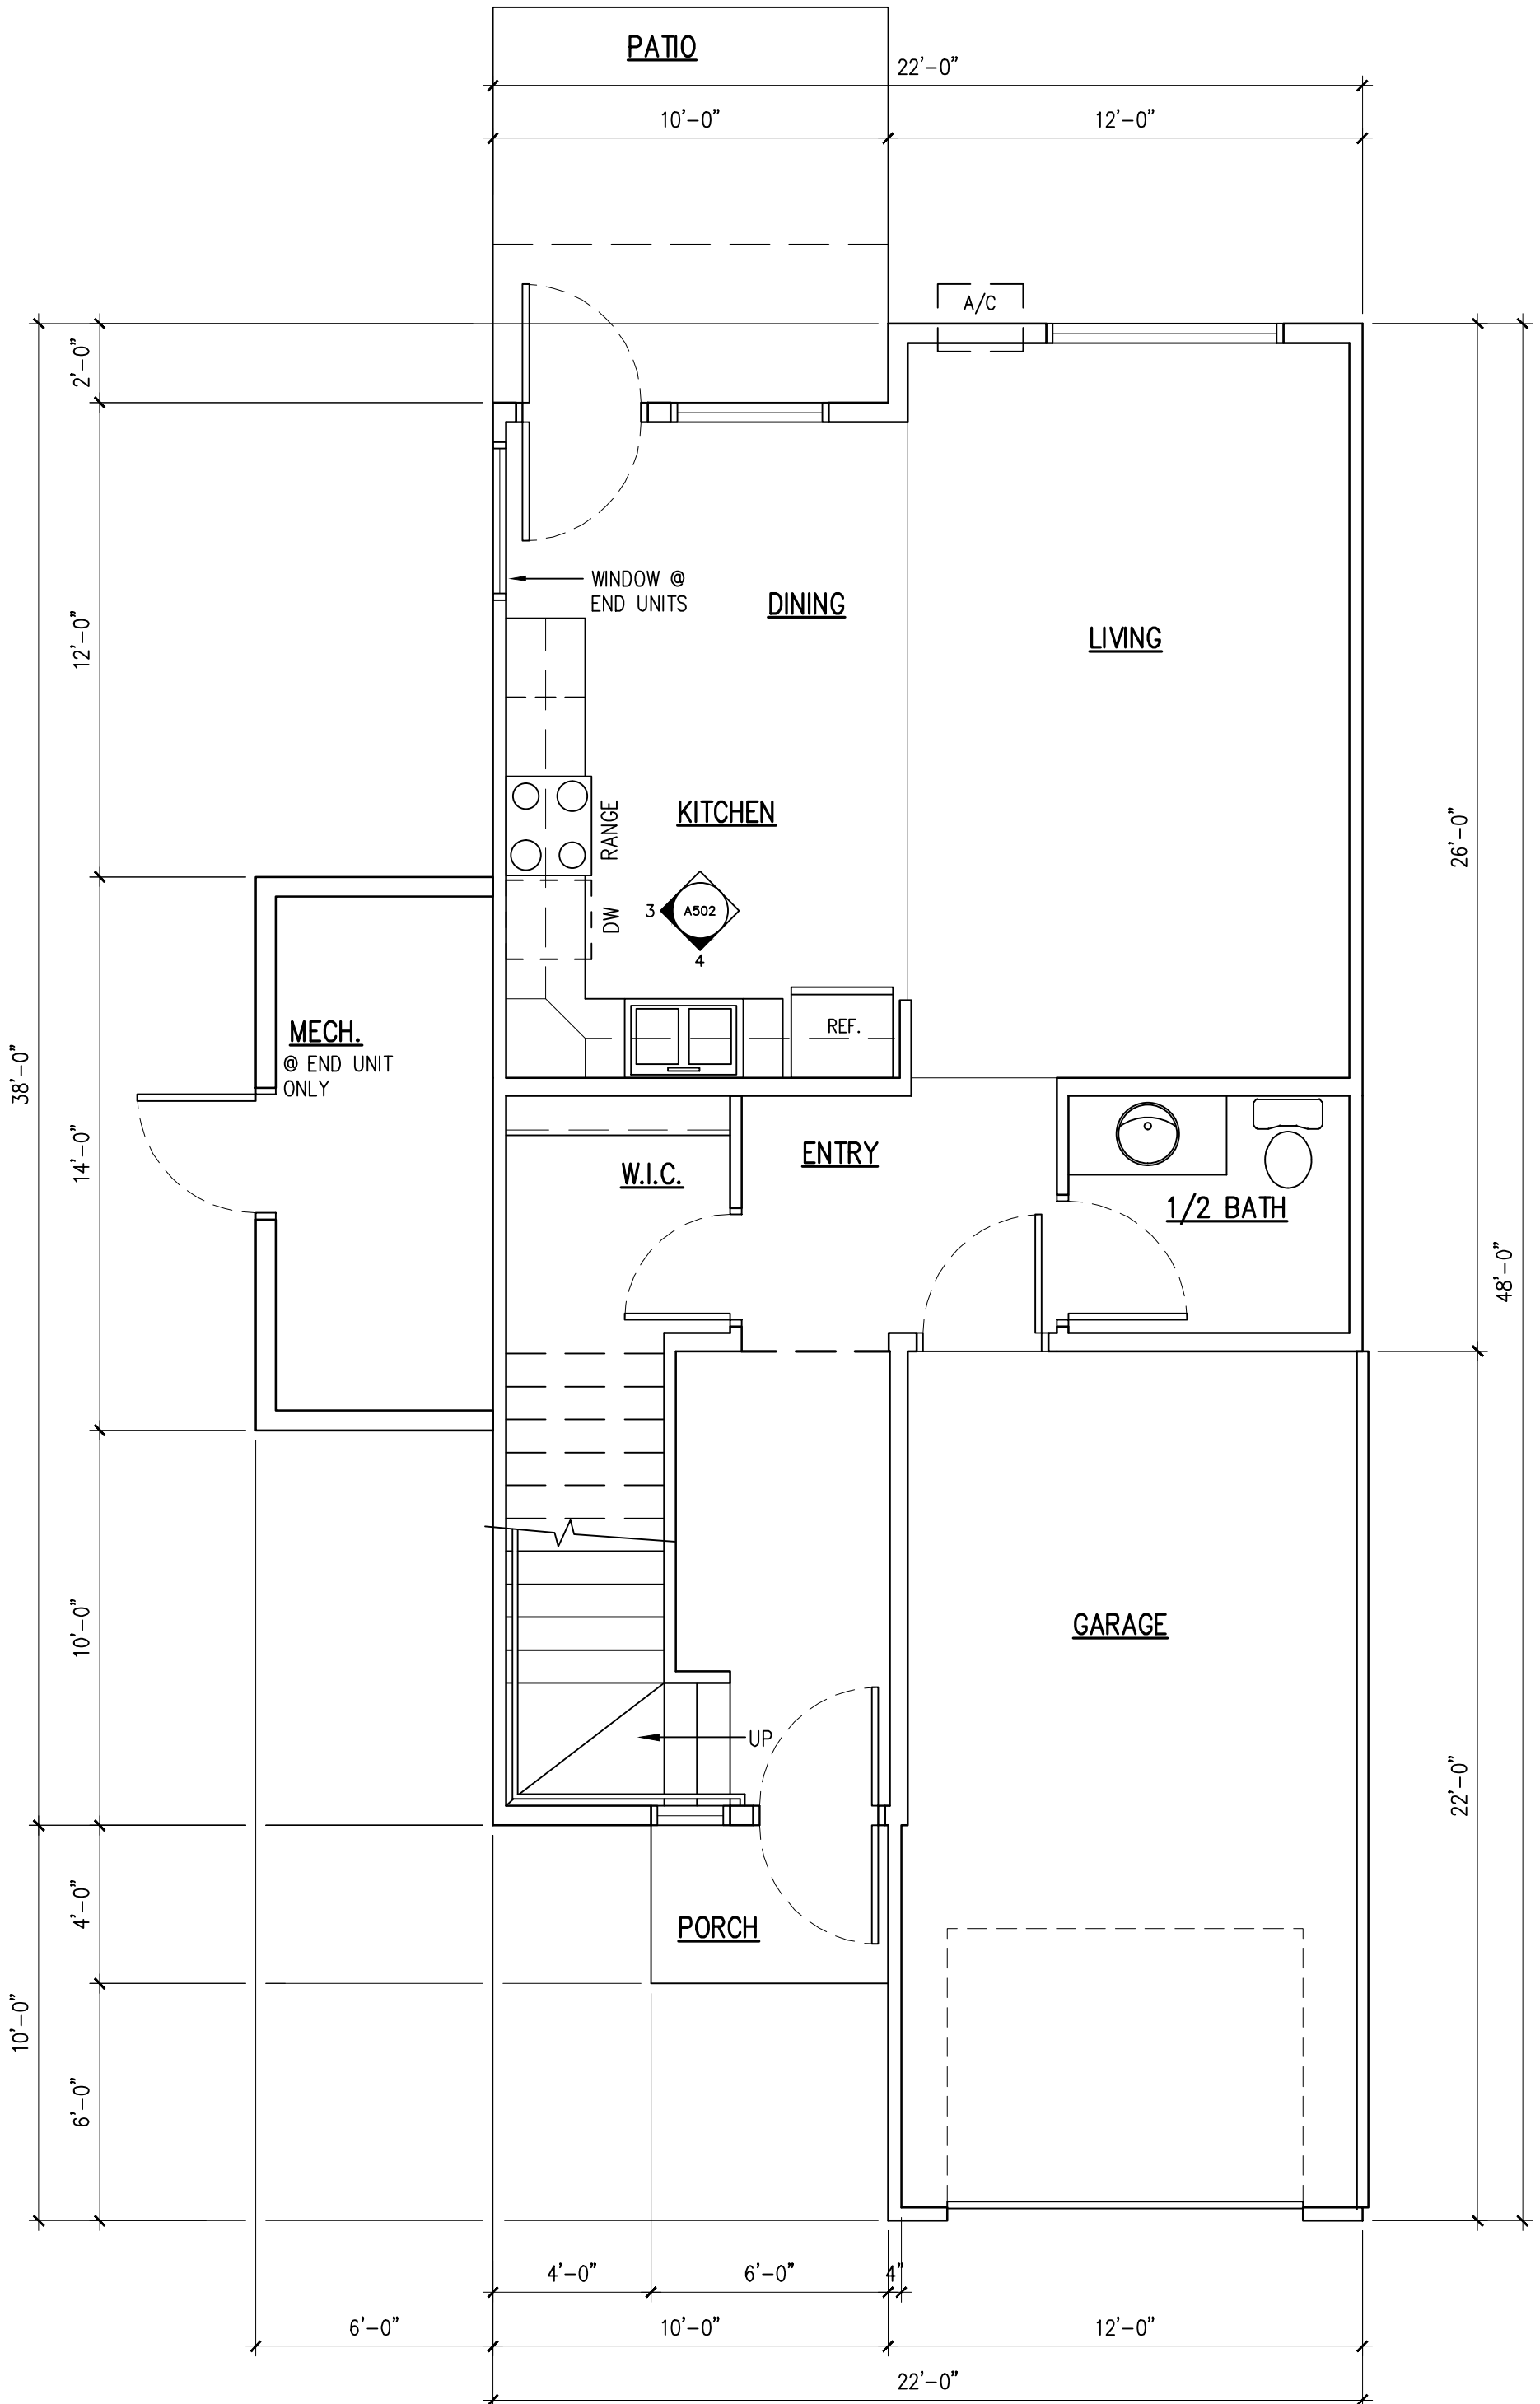 PATIO
22'-0"
10'-0"
12'-0"
A/C
2'-0"
WINDOW @
END UNITS
DINING
LIVING
12'-0"
KITCHEN
RANGE
26'-0"
DW
3
A502
4
REF.
MECH.
@ END UNIT
ONLY
38'-0"
14'-0"
ENTRY
W.I.C.
1/2 BATH
48'-0"
10'-0"
GARAGE
UP
22'-0"
4'-0"
PORCH
10'-0"
6'-0"
4'-0"
6'-0"
4"
6'-0"
10'-0"
12'-0"
22'-0"